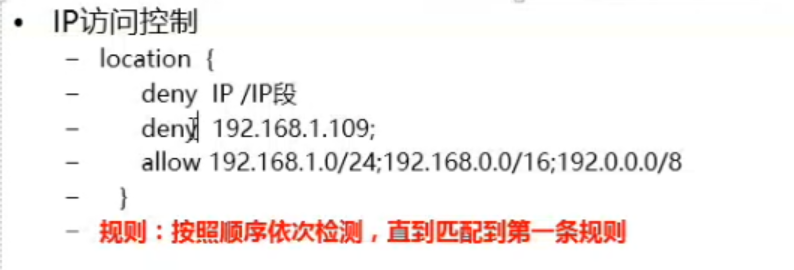 • IP访问控制
– location {
– deny IP /IP段
– deny 192.168.1.109;
– allow 192.168.1.0/24;192.168.0.0/16;192.0.0.0/8
– }
– 规则：按照顺序依次检测，直到匹配到第一条规则